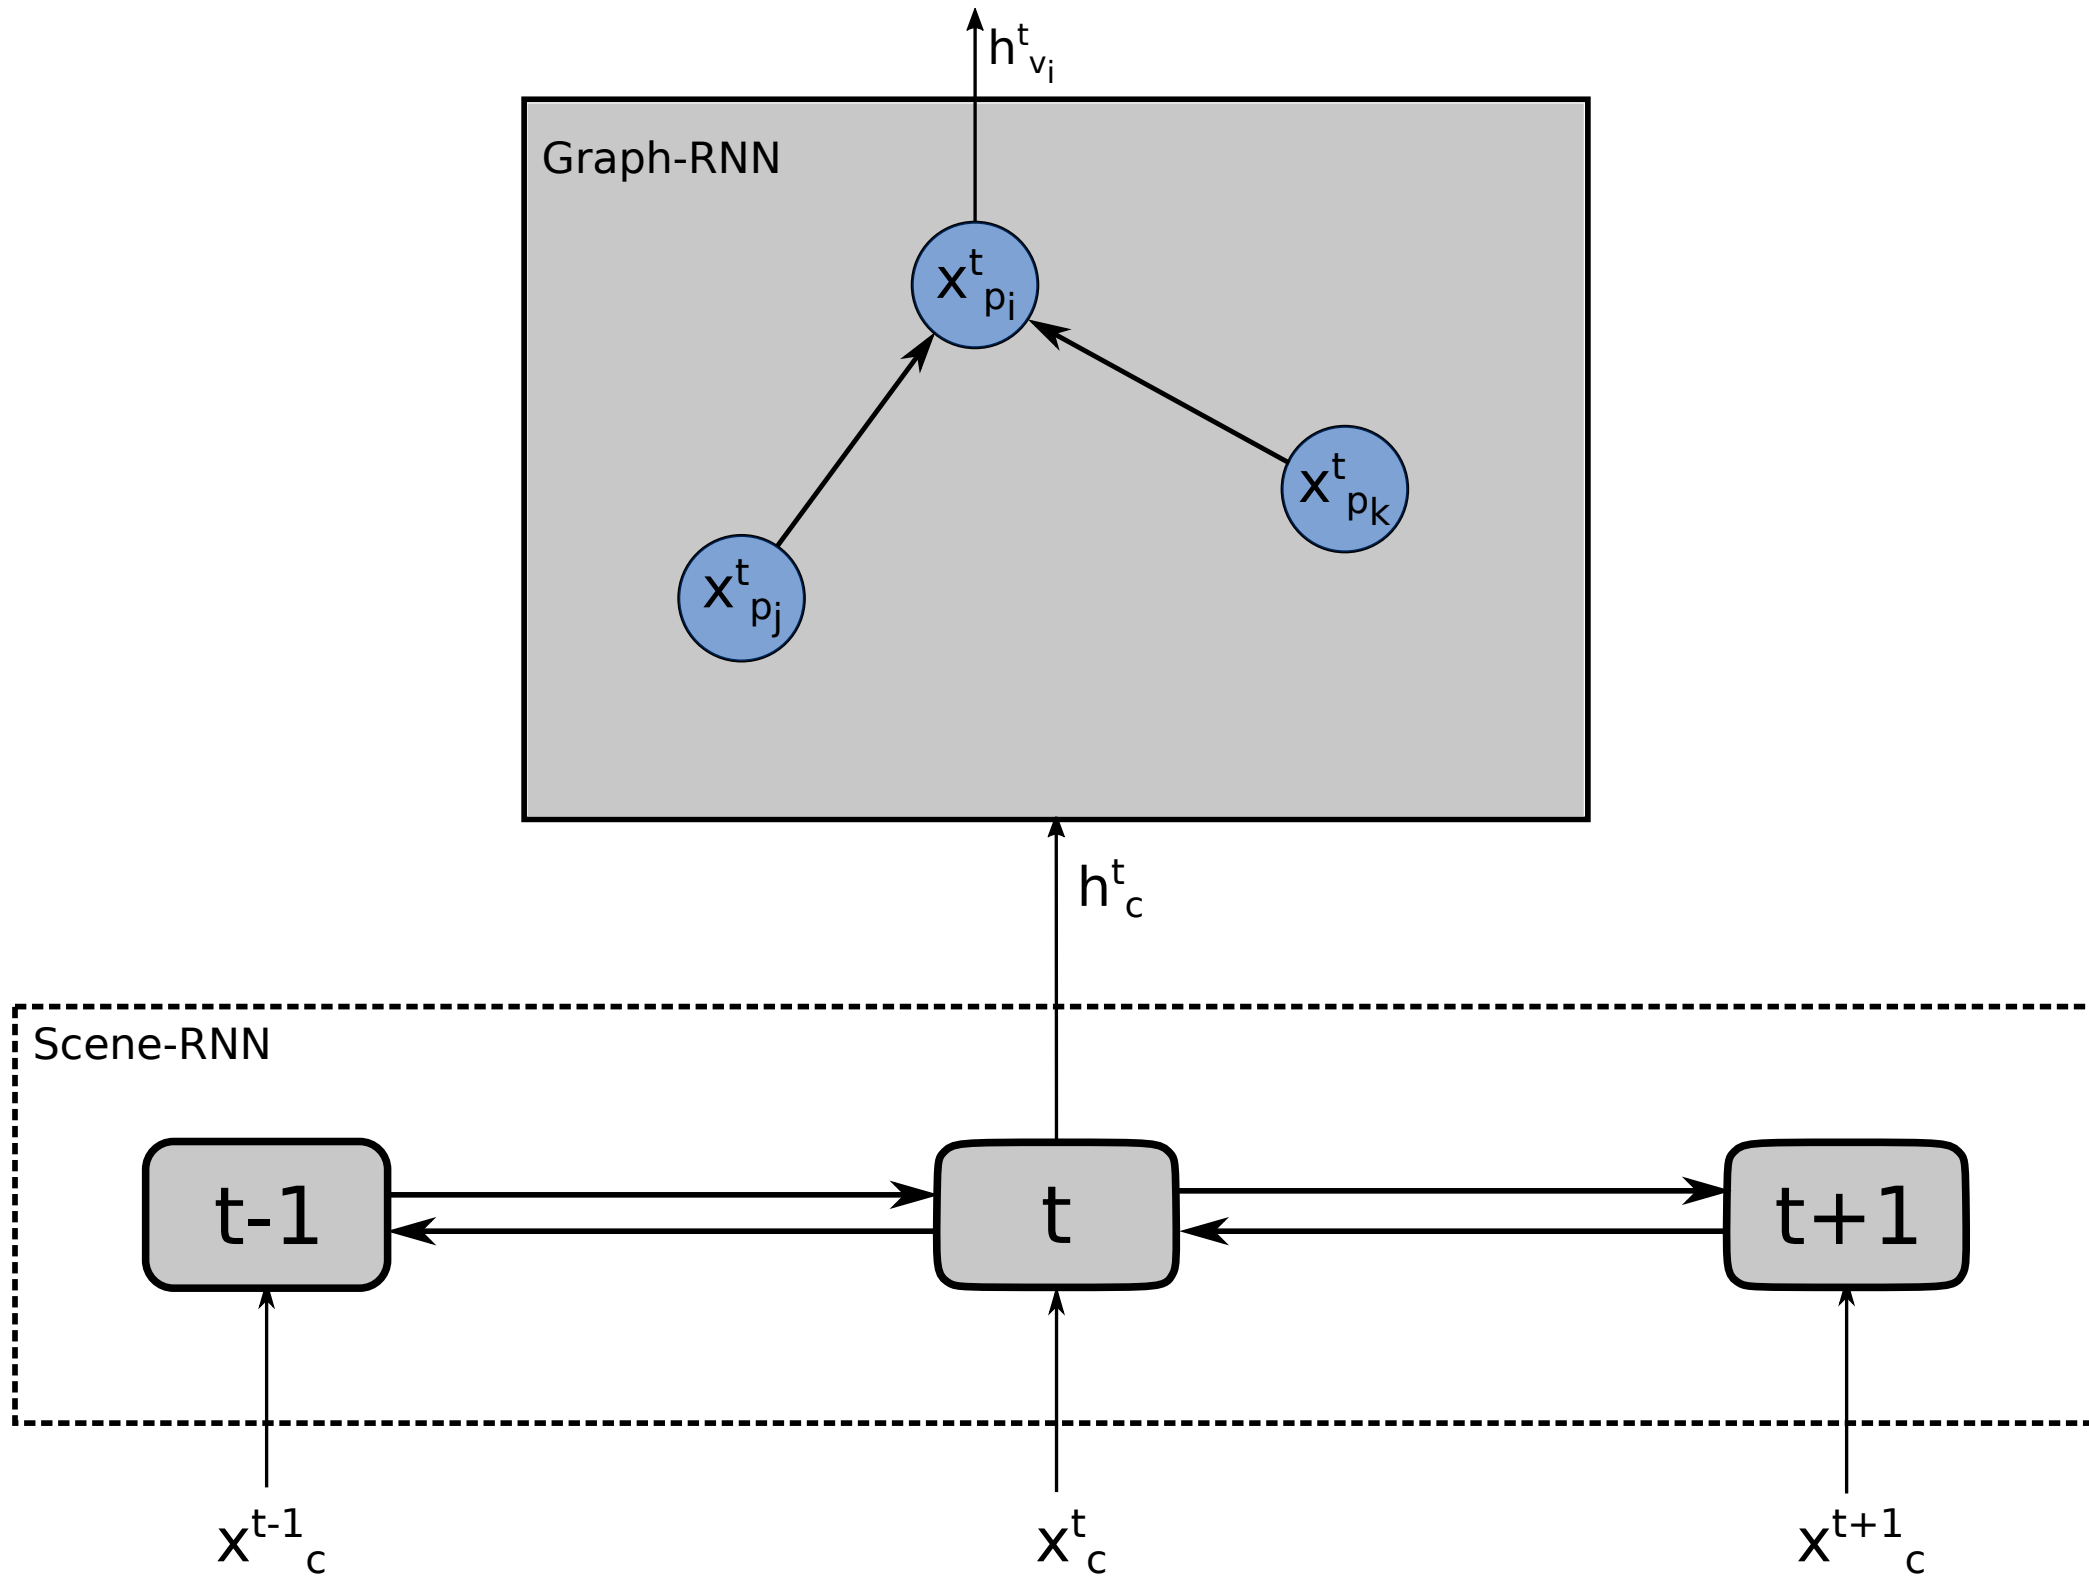 h^t_{v_i}
Graph-RNN
x^t_{p_i}
x^t_{p_k}
x^t_{p_j}
h^t_c
Scene-RNN
t-1 t t+1
x^{t-1}_c x^t_c x^{t+1}_c